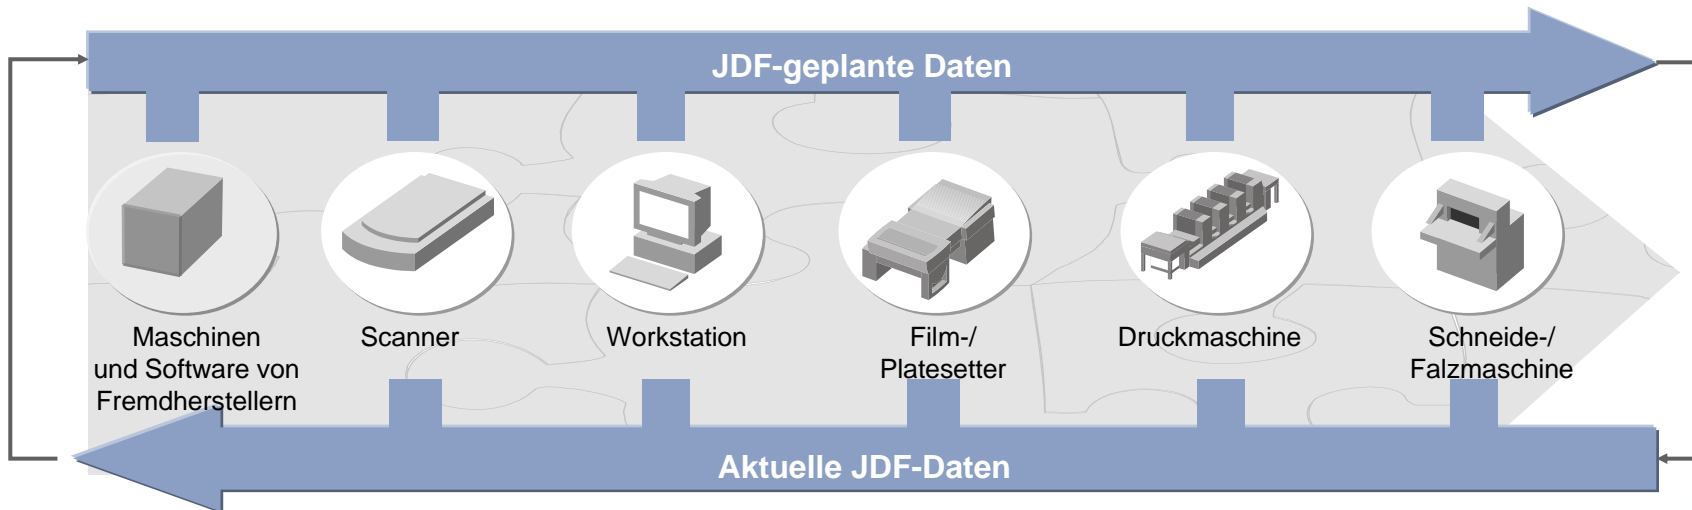 JDF-geplante Daten
Maschinen
und Software von
Fremdherstellern
Scanner
Workstation
Film-/
Platesetter
Druckmaschine
Schneide-/
Falzmaschine
Aktuelle JDF-Daten